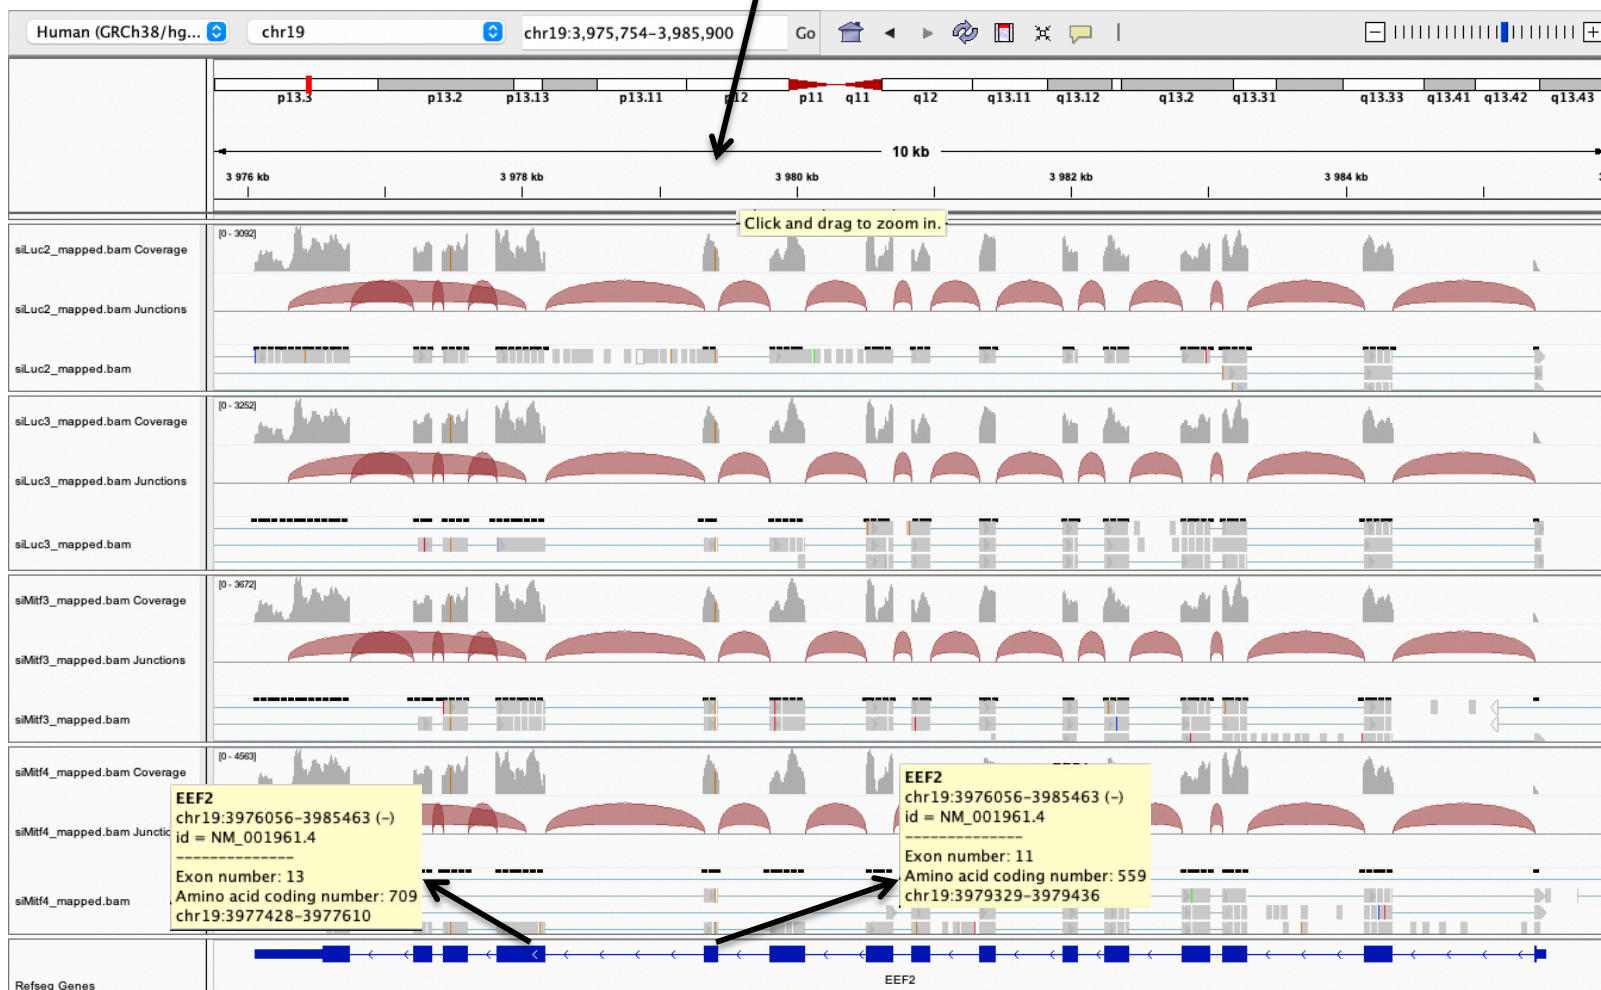 Human (GRCh38/hg...
chr19
chr19:3,975,754-3,985,900
Go
p13.3 p13.2 p13.13 p13.11 p12 p11 q11 q12 q13.11 q13.12 q13.2 q13.31 q13.33 q13.41 q13.42 q13.43
10 kb
3 976 kb 3 978 kb 3 980 kb 3 982 kb 3 984 kb
Click and drag to zoom in.
siLuc2_mapped.bam Coverage
[0 - 3092]
siLuc2_mapped.bam Junctions
siLuc2_mapped.bam
siLuc3_mapped.bam Coverage
[0 - 3252]
siLuc3_mapped.bam Junctions
siLuc3_mapped.bam
siMitf3_mapped.bam Coverage
[0 - 3672]
siMitf3_mapped.bam Junctions
siMitf3_mapped.bam
siMitf4_mapped.bam Coverage
[0 - 4563]
siMitf4_mapped.bam Junctio
siMitf4_mapped.bam
EEF2
chr19:3976056-3985463 (-)
id = NM_001961.4
--------------
Exon number: 13
Amino acid coding number: 709
chr19:3977428-3977610
EEF2
chr19:3976056-3985463 (-)
id = NM_001961.4
--------------
Exon number: 11
Amino acid coding number: 559
chr19:3979329-3979436
Refseq Genes
EEF2